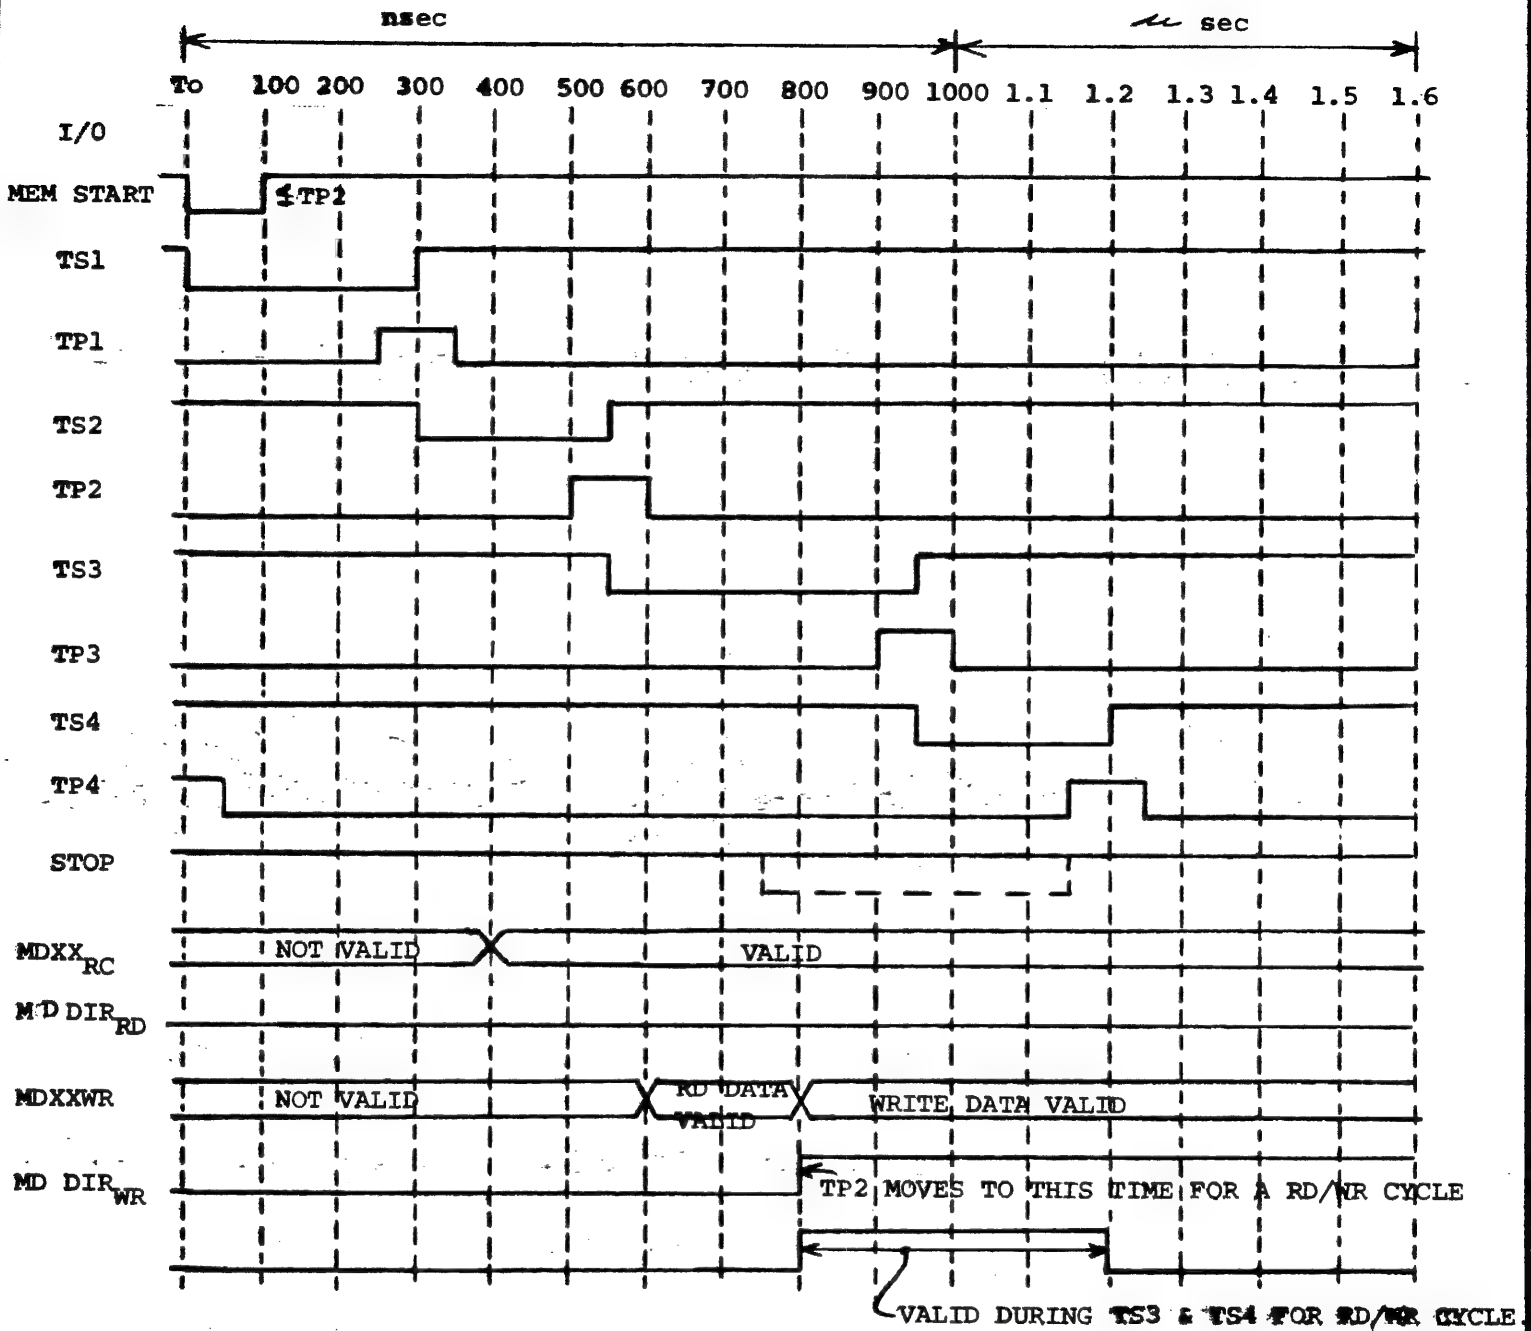 nsec
µ sec
To 100 200 300 400 500 600 700 800 900 1000 1.1 1.2 1.3 1.4 1.5 1.6
I/O
MEM START
≤ TP2
TS1
TP1
TS2
TP2
TS3
TP3
TS4
TP4
STOP
MDXX RC
NOT VALID
VALID
MD DIR RD
MDXXWR
NOT VALID
RD DATA
VALID
WRITE DATA VALID
MD DIR WR
TP2 MOVES TO THIS TIME FOR A RD/WR CYCLE
VALID DURING TS3 & TS4 FOR RD/WR CYCLE.